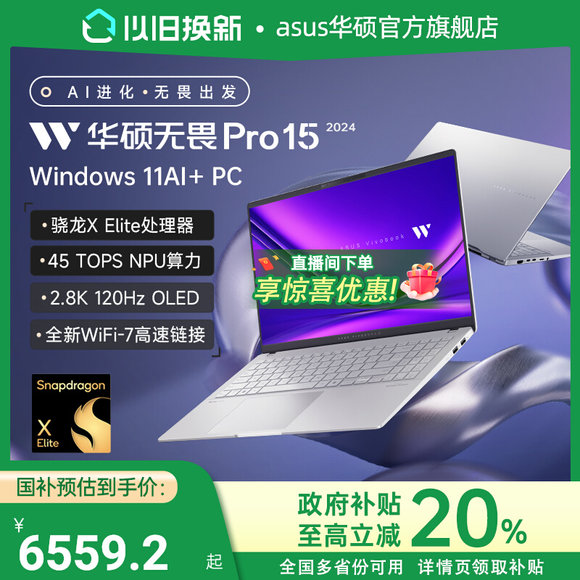 以旧换新 • asus华硕官方旗舰店
AI进化·无畏出发
华硕无畏Pro15 2024
Windows 11AI+ PC
·骁龙X Elite处理器
·45 TOPS NPU算力
·2.8K 120Hz OLED
·全新WiFi-7高速链接
ASUS Vivobook
直播间下单
享惊喜优惠!
Snapdragon
X
Elite
国补预估到手价:
¥6559.2 起
政府补贴
至高立减
20%
全国多省份可用 详情页领取补贴